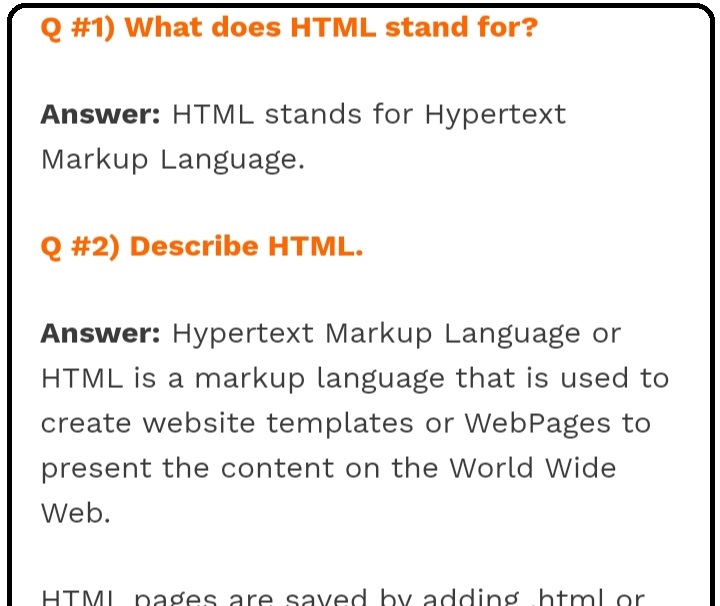 Q #1) What does HTML stand for?
Answer: HTML stands for Hypertext
Markup Language.
Q #2) Describe HTML.
Answer: Hypertext Markup Language or
HTML is a markup language that is used to
create website templates or WebPages to
present the content on the World Wide
Web.
HTML pages are saved by adding .html or